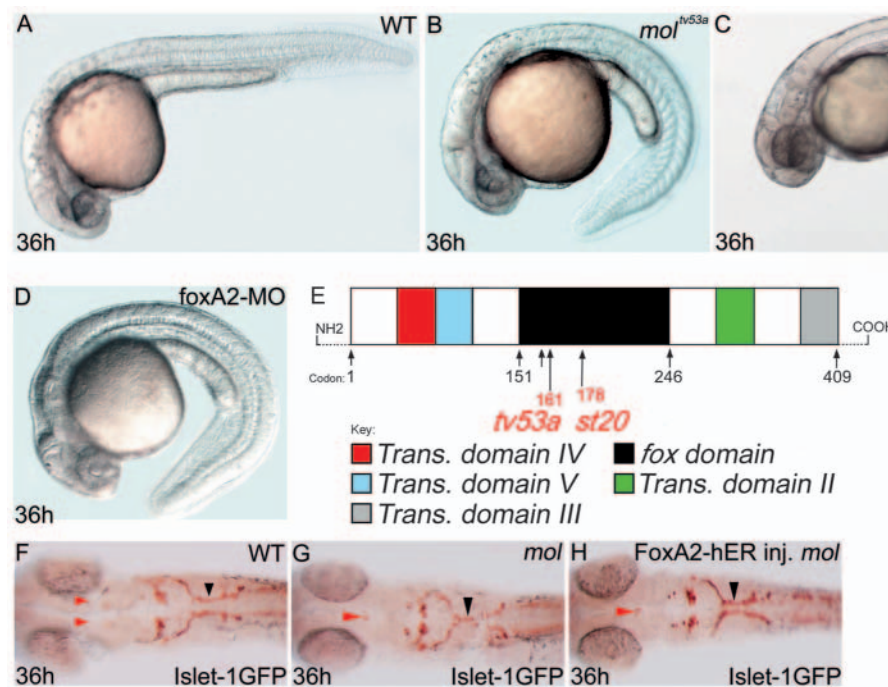 A WT
B mol tv53a
C
36h
36h
36h
D foxA2-MO
36h
E
NH2
COOH
Codon: 1 151 246 409
161 178
tv53a st20
Key:
Trans. domain IV
fox domain
Trans. domain V
Trans. domain II
Trans. domain III
F WT
G mol
H FoxA2-hER inj. mol
36h Islet-1GFP
36h Islet-1GFP
36h Islet-1GFP